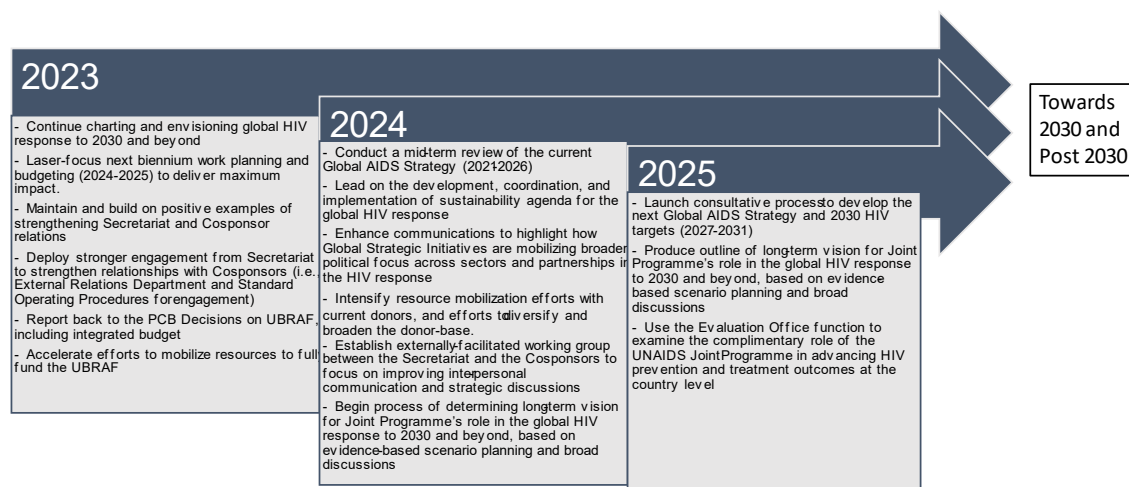 2023
- Continue charting and envisioning global HIV
response to 2030 and beyond
- Laser-focus next biennium work planning and
budgeting (2024-2025) to deliver maximum
impact.
- Maintain and build on positive examples of
strengthening Secretariat and Cosponsor
relations
- Deploy stronger engagement from Secretariat
to strengthen relationships with Cosponsors (i.e.,
External Relations Department and Standard
Operating Procedures for engagement)
- Report back to the PCB Decisions on UBRAF,
including integrated budget
- Accelerate efforts to mobilize resources to fully
fund the UBRAF
2024
- Conduct a mid-term review of the current
Global AIDS Strategy (2021-2026)
- Lead on the development, coordination, and
implementation of sustainability agenda for the
global HIV response
- Enhance communications to highlight how
Global Strategic Initiatives are mobilizing broader
political focus across sectors and partnerships in
the HIV response
- Intensify resource mobilization efforts with
current donors, and efforts to diversify and
broaden the donor-base.
- Establish externally-facilitated working group
between the Secretariat and the Cosponsors to
focus on improving inter-personal
communication and strategic discussions
- Begin process of determining long-term vision
for Joint Programme's role in the global HIV
response to 2030 and beyond, based on
evidence-based scenario planning and broad
discussions
2025
- Launch consultative process to develop the
next Global AIDS Strategy and 2030 HIV
targets (2027-2031)
- Produce outline of long-term vision for Joint
Programme's role in the global HIV response
to 2030 and beyond, based on evidence
based scenario planning and broad
discussions
- Use the Evaluation Office function to
examine the complimentary role of the
UNAIDS Joint Programme in advancing HIV
prevention and treatment outcomes at the
country level
Towards
2030 and
Post 2030